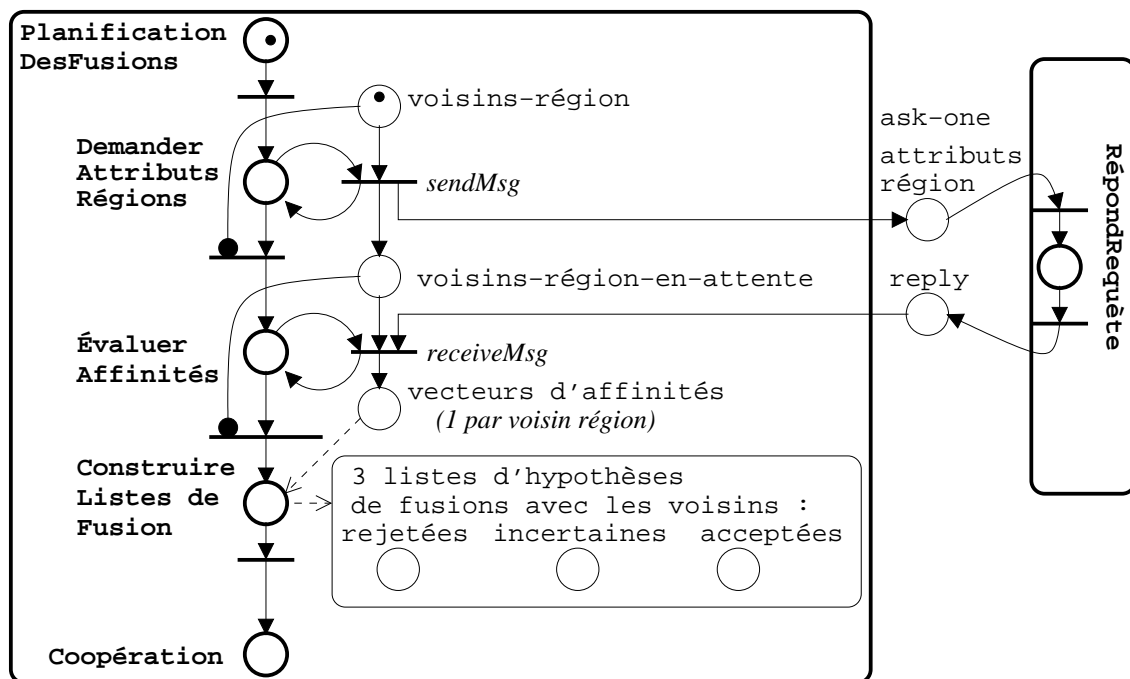 Planification
DesFusions
voisins-région
ask-one
attributs
région
Demander
Attributs
Régions
sendMsg
RépondRequête
voisins-région-en-attente
reply
Évaluer
Affinités
receiveMsg
vecteurs d'affinités
(1 par voisin région)
Construire
Listes de
Fusion
3 listes d'hypothèses
de fusions avec les voisins :
rejetées incertaines acceptées
Coopération